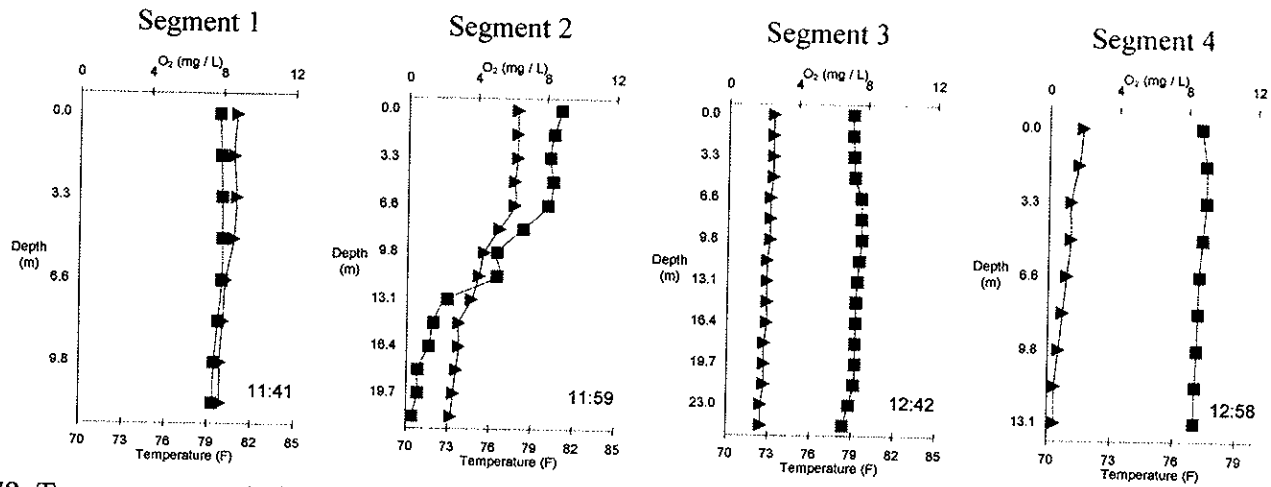 Segment 1
O₂ (mg / L)
0 4 8 12
0.0
3.3
Depth
(m)
6.6
9.8
11:41
70 73 76 79 82 85
Temperature (F)
Segment 2
O₂ (mg / L)
0 4 8 12
0.0
3.3
6.6
Depth
(m)
9.8
13.1
16.4
19.7
11:59
70 73 76 79 82 85
Temperature (F)
Segment 3
O₂ (mg / L)
0 4 8 12
0.0
3.3
6.6
Depth
(m)
9.8
13.1
16.4
19.7
23.0
12:42
70 73 76 79 82 85
Temperature (F)
Segment 4
O₂ (mg / L)
0 4 8 12
0.0
3.3
Depth
(m)
6.6
9.8
13.1
12:58
70 73 76 79
Temperature (F)